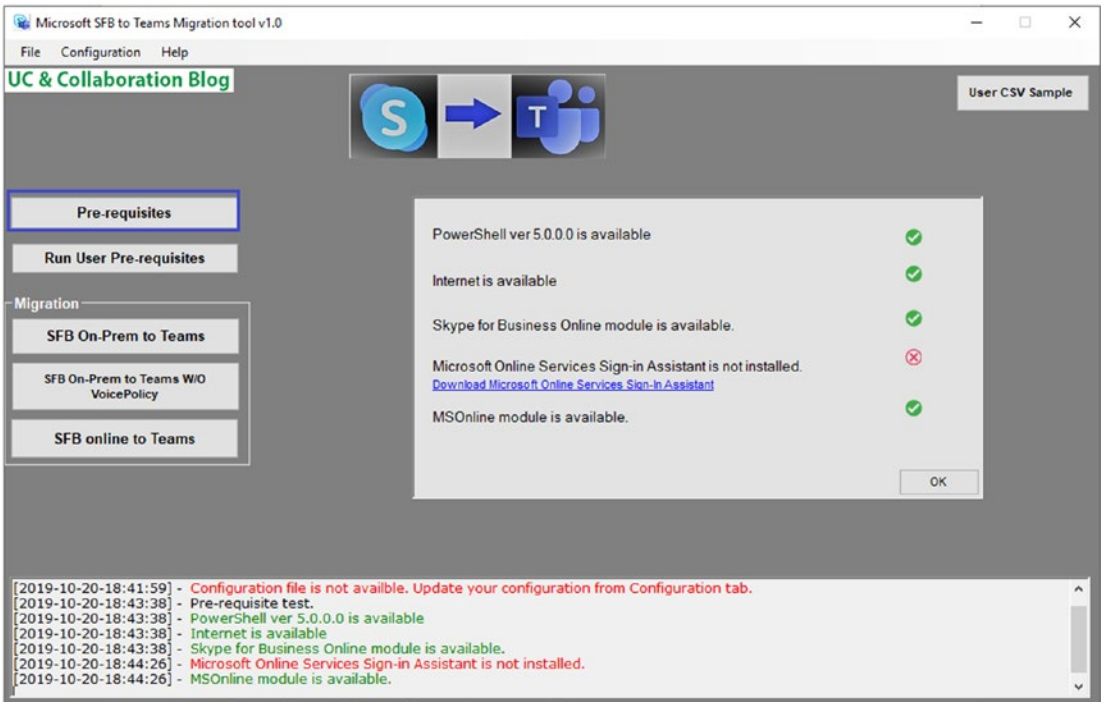 Microsoft SFB to Teams Migration tool v1.0
File Configuration Help
UC & Collaboration Blog
S
T
User CSV Sample
Pre-requisites
Run User Pre-requisites
Migration
SFB On-Prem to Teams
SFB On-Prem to Teams W/O
VoicePolicy
SFB online to Teams
PowerShell ver 5.0.0.0 is available
Internet is available
Skype for Business Online module is available.
Microsoft Online Services Sign-in Assistant is not installed.
Download Microsoft Online Services Sign-In Assistant
MSOnline module is available.
OK
[2019-10-20-18:41:59] - Configuration file is not availble. Update your configuration from Configuration tab.
[2019-10-20-18:43:38] - Pre-requisite test.
[2019-10-20-18:43:38] - PowerShell ver 5.0.0.0 is available
[2019-10-20-18:43:38] - Internet is available
[2019-10-20-18:43:38] - Skype for Business Online module is available.
[2019-10-20-18:44:26] - Microsoft Online Services Sign-in Assistant is not installed.
[2019-10-20-18:44:26] - MSOnline module is available.